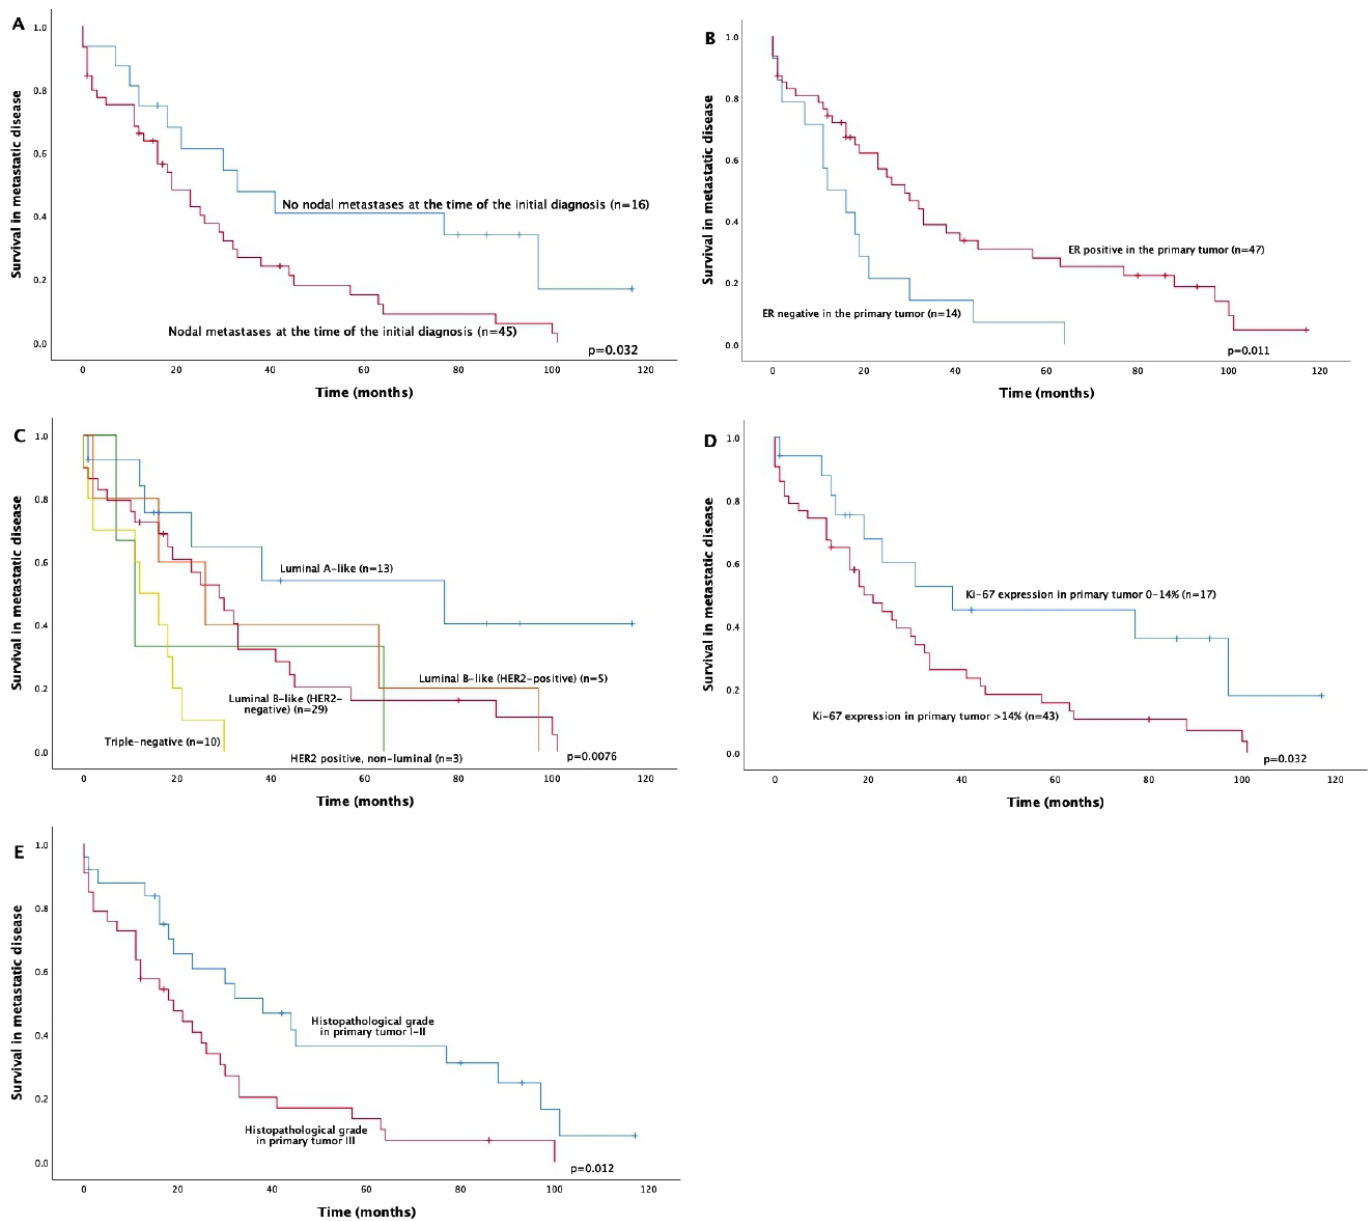 A
1.0
0.8
0.6
0.4
0.2
0.0
Survival in metastatic disease
No nodal metastases at the time of the initial diagnosis (n=16)
Nodal metastases at the time of the initial diagnosis (n=45)
p=0.032
0 20 40 60 80 100 120
Time (months)
B
1.0
0.8
0.6
0.4
0.2
0.0
Survival in metastatic disease
ER positive in the primary tumor (n=47)
ER negative in the primary tumor (n=14)
p=0.011
0 20 40 60 80 100 120
Time (months)
C
1.0
0.8
0.6
0.4
0.2
0.0
Survival in metastatic disease
Luminal A-like (n=13)
Luminal B-like (HER2-positive) (n=5)
Luminal B-like (HER2-
negative) (n=29)
Triple-negative (n=10)
HER2 positive, non-luminal (n=3)
p=0.0076
0 20 40 60 80 100 120
Time (months)
D
1.0
0.8
0.6
0.4
0.2
0.0
Survival in metastatic disease
Ki-67 expression in primary tumor 0-14% (n=17)
Ki-67 expression in primary tumor >14% (n=43)
p=0.032
0 20 40 60 80 100 120
Time (months)
E
1.0
0.8
0.6
0.4
0.2
0.0
Survival in metastatic disease
Histopathological grade
in primary tumor I-II
Histopathological grade
in primary tumor III
p=0.012
0 20 40 60 80 100 120
Time (months)